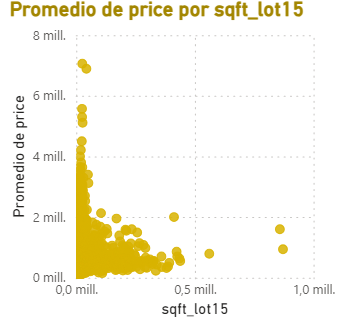 Promedio de price por sqft_lot15
8 mill.
6 mill.
4 mill.
2 mill.
0 mill.
Promedio de price
0,0 mill. 0,5 mill. 1,0 mill.
sqft_lot15